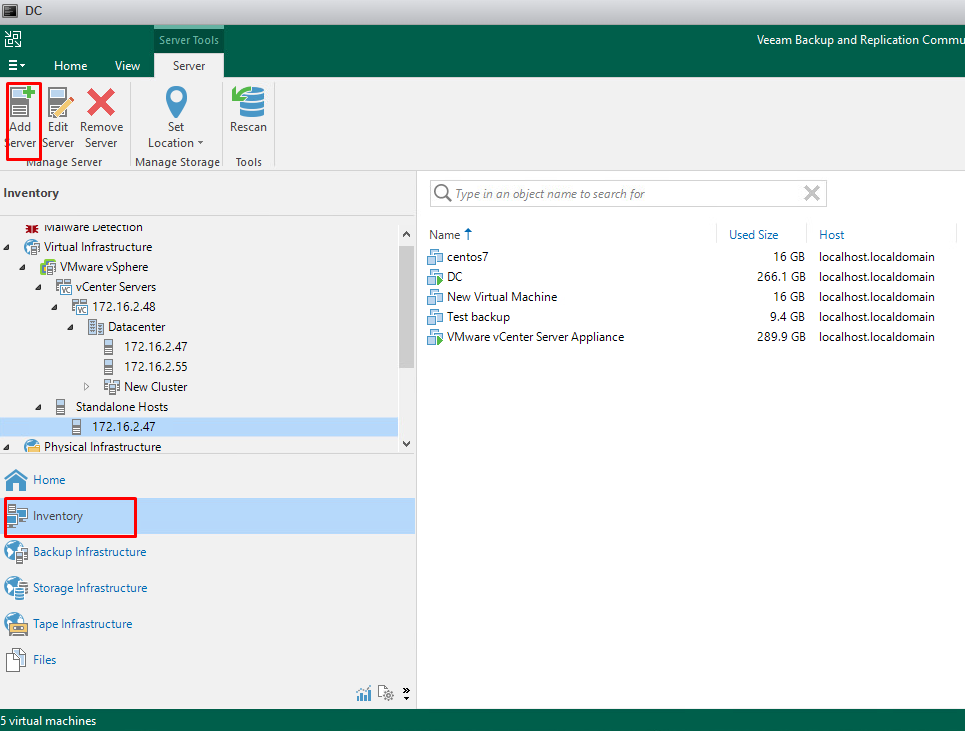 DC
Server Tools
Veeam Backup and Replication Commu
Home
View
Server
Add Server
Edit Server
Remove Server
Set Location
Rescan
Manage Server
Manage Storage
Tools
Inventory
Type in an object name to search for
Malware Detection
Virtual Infrastructure
VMware vSphere
vCenter Servers
172.16.2.48
Datacenter
172.16.2.47
172.16.2.55
New Cluster
Standalone Hosts
172.16.2.47
Physical Infrastructure
Name Used Size Host
centos7 16 GB localhost.localdomain
DC 266.1 GB localhost.localdomain
New Virtual Machine 16 GB localhost.localdomain
Test backup 9.4 GB localhost.localdomain
VMware vCenter Server Appliance 289.9 GB localhost.localdomain
Home
Inventory
Backup Infrastructure
Storage Infrastructure
Tape Infrastructure
Files
5 virtual machines